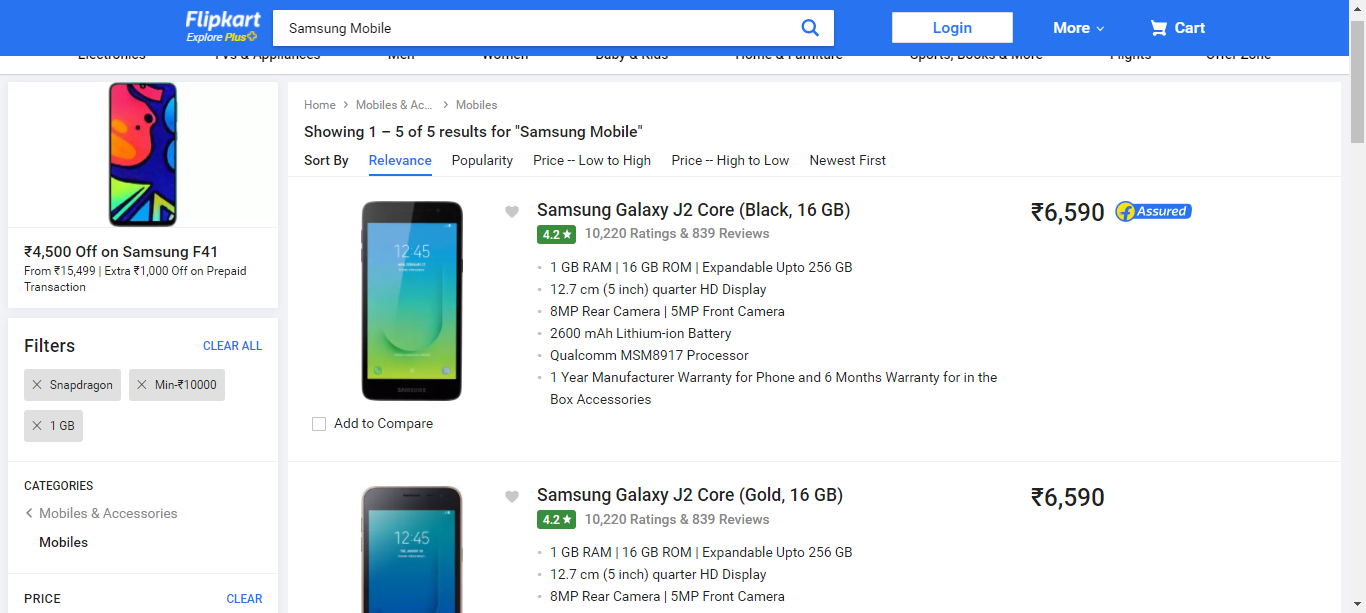 Flipkart
Explore Plus
Samsung Mobile
Login
More
Cart
Electronics TVs & Appliances Men Women Baby & Kids Home & Furniture Sports, Books & More Flights Offer Zone
₹4,500 Off on Samsung F41
From ₹15,499 | Extra ₹1,000 Off on Prepaid
Transaction
Filters CLEAR ALL
✕ Snapdragon ✕ Min-₹10000
✕ 1 GB
CATEGORIES
Mobiles & Accessories
Mobiles
PRICE CLEAR
Home > Mobiles & Ac... > Mobiles
Showing 1 – 5 of 5 results for "Samsung Mobile"
Sort By Relevance Popularity Price -- Low to High Price -- High to Low Newest First
12:45
SAMSUNG
Add to Compare
Samsung Galaxy J2 Core (Black, 16 GB)
4.2 ★ 10,220 Ratings & 839 Reviews
• 1 GB RAM | 16 GB ROM | Expandable Upto 256 GB
• 12.7 cm (5 inch) quarter HD Display
• 8MP Rear Camera | 5MP Front Camera
• 2600 mAh Lithium-ion Battery
• Qualcomm MSM8917 Processor
• 1 Year Manufacturer Warranty for Phone and 6 Months Warranty for in the
Box Accessories
₹6,590 Assured
12:45
Samsung Galaxy J2 Core (Gold, 16 GB)
4.2 ★ 10,220 Ratings & 839 Reviews
• 1 GB RAM | 16 GB ROM | Expandable Upto 256 GB
• 12.7 cm (5 inch) quarter HD Display
• 8MP Rear Camera | 5MP Front Camera
₹6,590